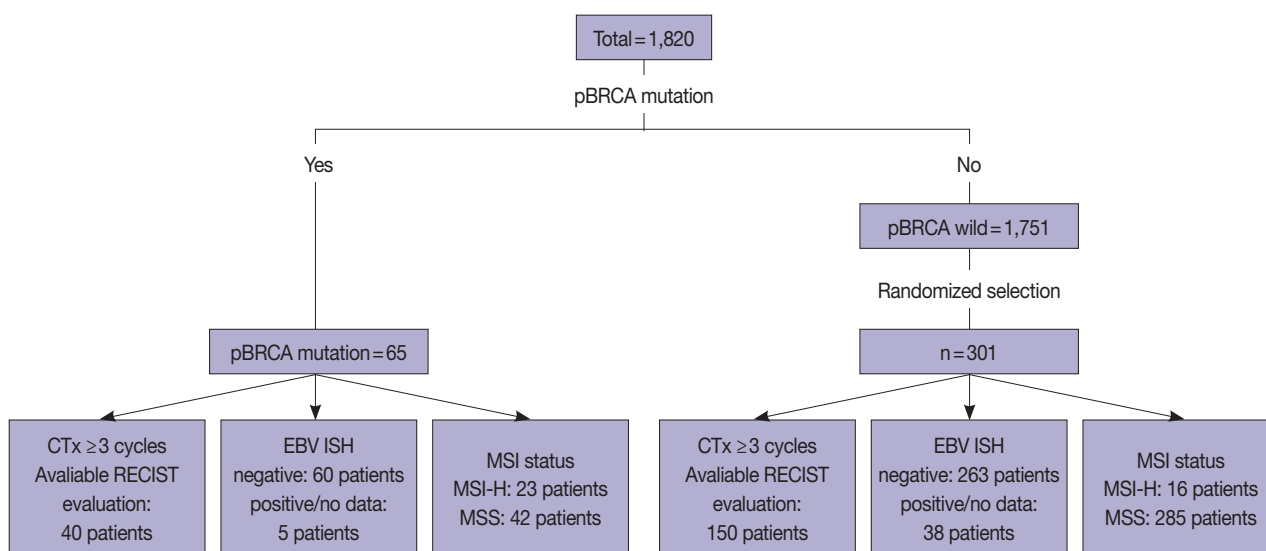 Total=1,820
pBRCA mutation
Yes
No
pBRCA wild=1,751
Randomized selection
pBRCA mutation=65
n=301
CTx ≥3 cycles
Avaliable RECIST
evaluation:
40 patients
EBV ISH
negative: 60 patients
positive/no data:
5 patients
MSI status
MSI-H: 23 patients
MSS: 42 patients
CTx ≥3 cycles
Avaliable RECIST
evaluation:
150 patients
EBV ISH
negative: 263 patients
positive/no data:
38 patients
MSI status
MSI-H: 16 patients
MSS: 285 patients